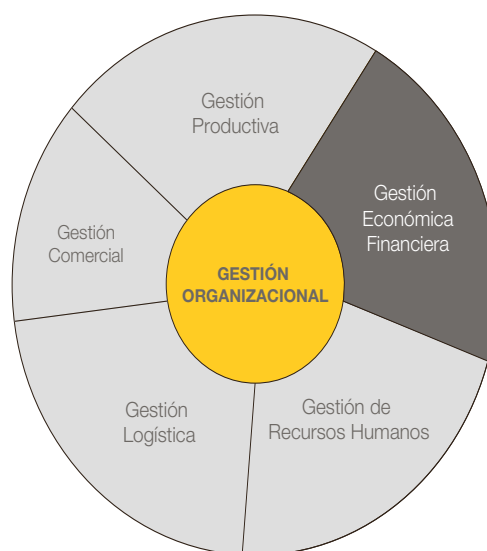 Gestión
Productiva
Gestión
Económica
Financiera
Gestión
Comercial
GESTIÓN
ORGANIZACIONAL
Gestión
Logística
Gestión de
Recursos Humanos